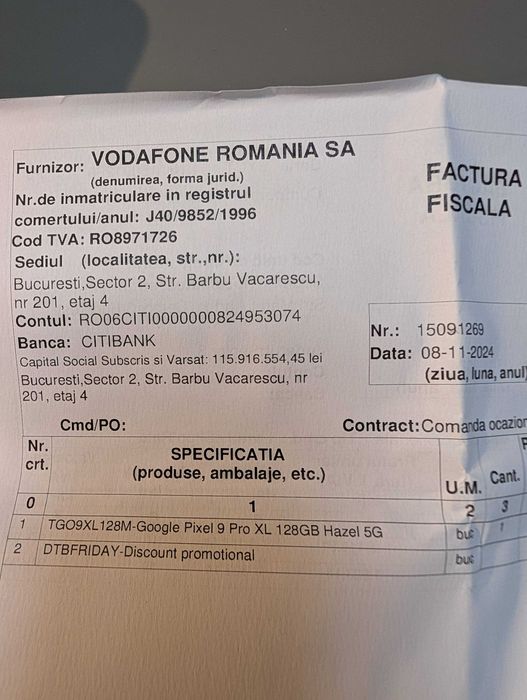 Furnizor: VODAFONE ROMANIA SA
(denumirea, forma jurid.)
Nr.de inmatriculare in registrul
comertului/anul: J40/9852/1996
Cod TVA: RO8971726
Sediul (localitatea, str.,nr.):
Bucuresti,Sector 2, Str. Barbu Vacarescu,
nr 201, etaj 4
Contul: RO06CITI0000000824953074
Banca: CITIBANK
Capital Social Subscris si Varsat: 115.916.554,45 lei
Bucuresti,Sector 2, Str. Barbu Vacarescu, nr
201, etaj 4
FACTURA
FISCALA
Nr.: 15091269
Data: 08-11-2024
(ziua, luna, anul
Cmd/PO:
Contract:Comanda ocazion
Nr.
crt.
SPECIFICATIA
(produse, ambalaje, etc.)
U.M.
Cant.
P
0
1
2
3
1 TGO9XL128M-Google Pixel 9 Pro XL 128GB Hazel 5G buc 1
2 DTBFRIDAY-Discount promotional buc